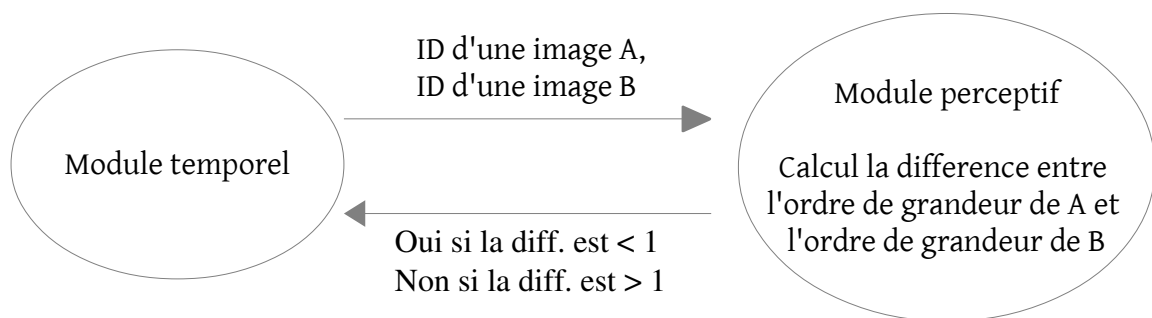 ID d'une image A,
ID d'une image B
Module temporel
Oui si la diff. est < 1
Non si la diff. est > 1
Module perceptif
Calcul la difference entre
l'ordre de grandeur de A et
l'ordre de grandeur de B